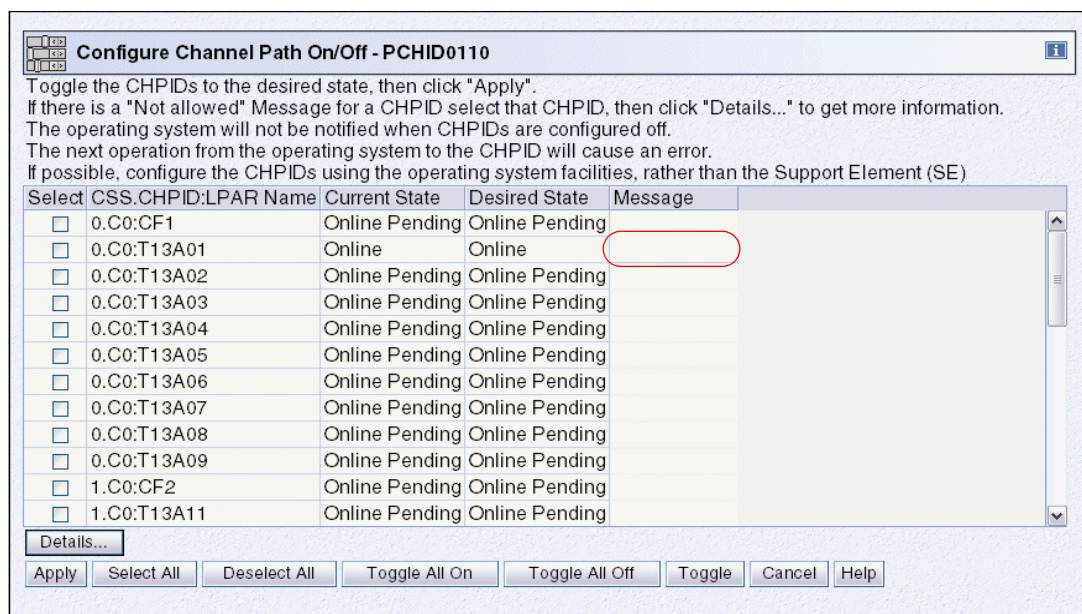 Configure Channel Path On/Off - PCHID0110
i
Toggle the CHPIDs to the desired state, then click "Apply".
If there is a "Not allowed" Message for a CHPID select that CHPID, then click "Details..." to get more information.
The operating system will not be notified when CHPIDs are configured off.
The next operation from the operating system to the CHPID will cause an error.
If possible, configure the CHPIDs using the operating system facilities, rather than the Support Element (SE)
Select CSS.CHPID:LPAR Name Current State Desired State Message
0.C0:CF1 Online Pending Online Pending
0.C0:T13A01 Online Online
0.C0:T13A02 Online Pending Online Pending
0.C0:T13A03 Online Pending Online Pending
0.C0:T13A04 Online Pending Online Pending
0.C0:T13A05 Online Pending Online Pending
0.C0:T13A06 Online Pending Online Pending
0.C0:T13A07 Online Pending Online Pending
0.C0:T13A08 Online Pending Online Pending
0.C0:T13A09 Online Pending Online Pending
1.C0:CF2 Online Pending Online Pending
1.C0:T13A11 Online Pending Online Pending
Details...
Apply Select All Deselect All Toggle All On Toggle All Off Toggle Cancel Help